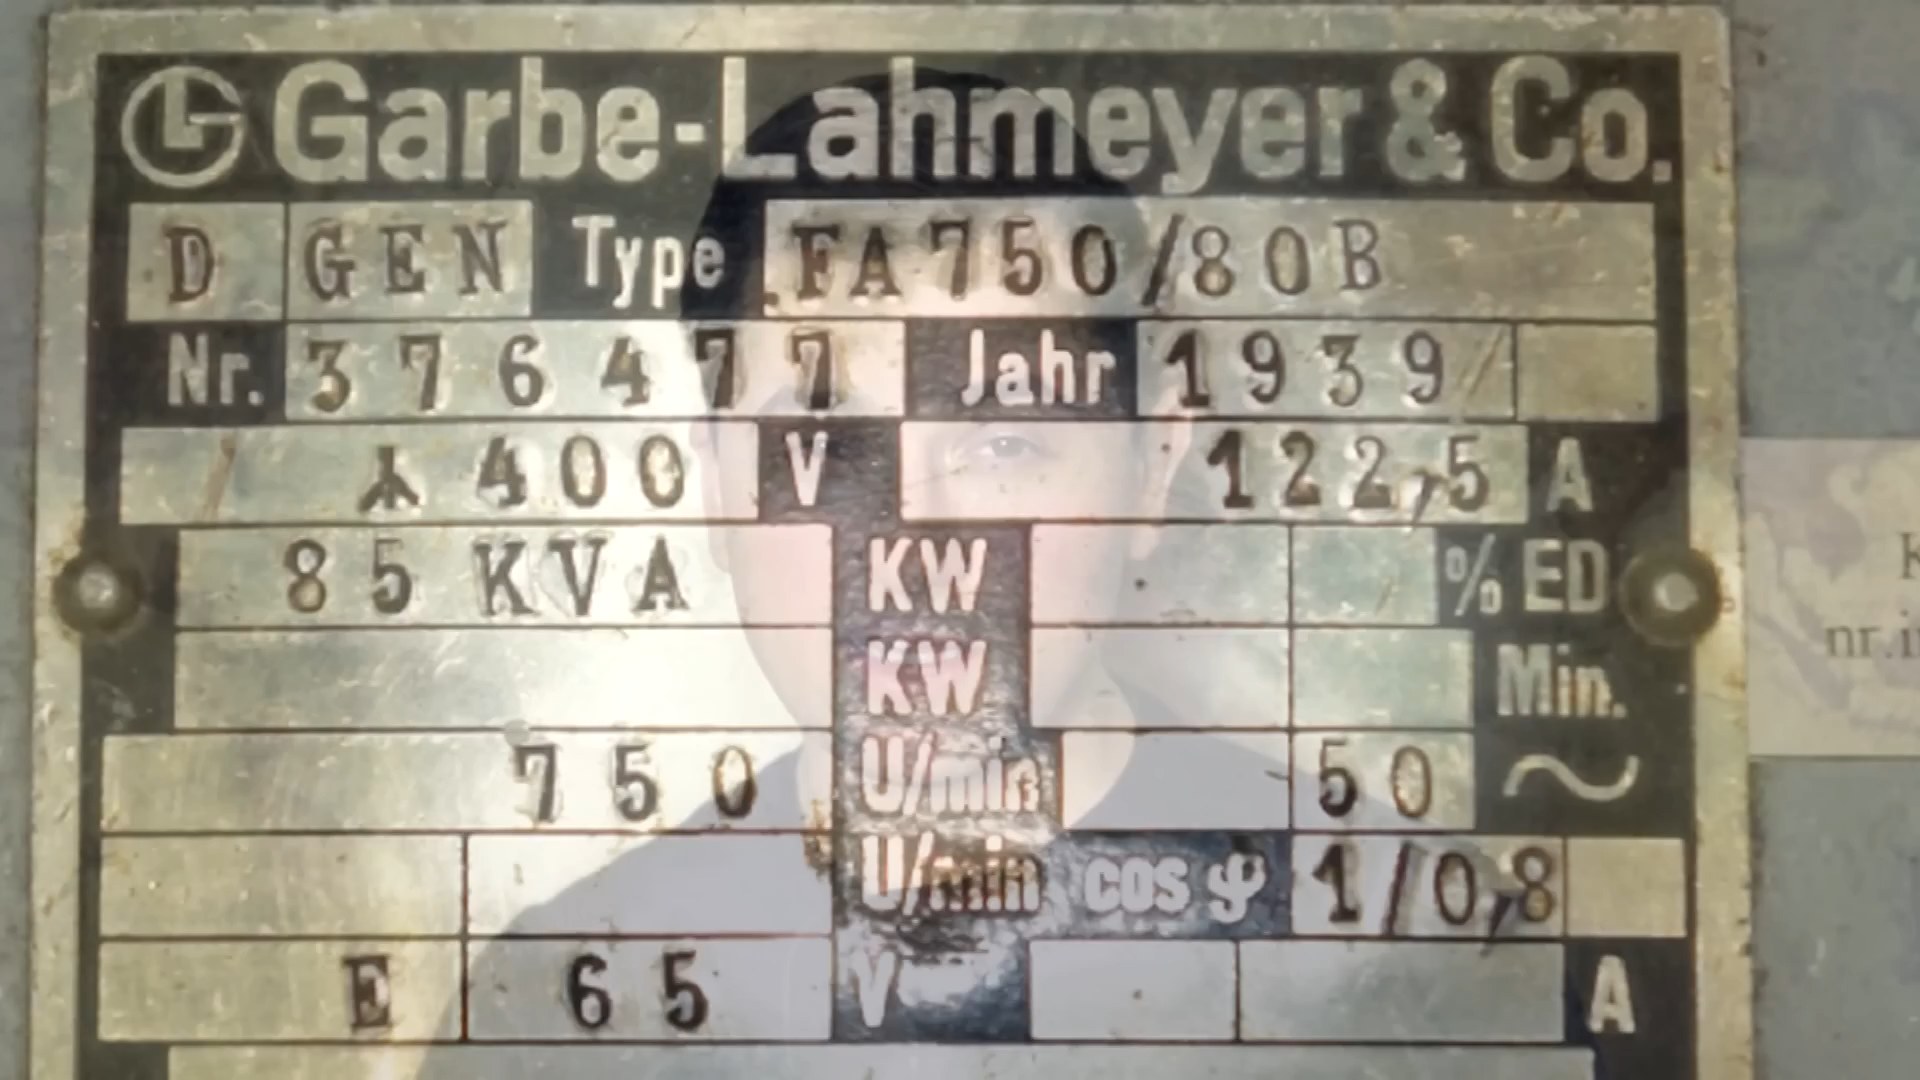 Garbe-Lahmeyer & Co.
D GEN Type FA750/80B
Nr. 376477 Jahr 1939
400 V 122,5 A
85 KVA KW % ED
KW Min.
750 U/min 50 ~
U/min cos φ 1/0,8
E 65 V A